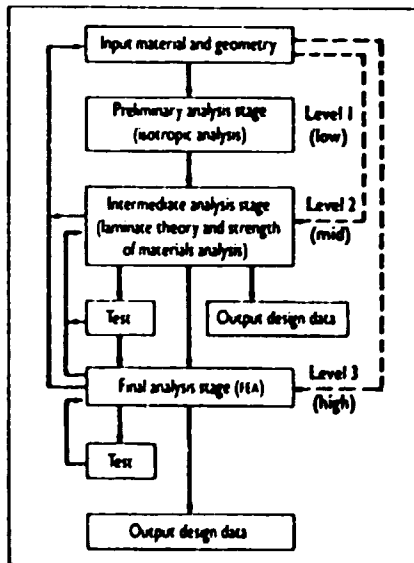 Input material and geometry
Preliminary analysis stage
(isotropic analysis)
Level 1
(low)
Intermediate analysis stage
(laminate theory and strength
of materials analysis)
Level 2
(mid)
Test
Output design data
Final analysis stage (FEA)
Level 3
(high)
Test
Output design data